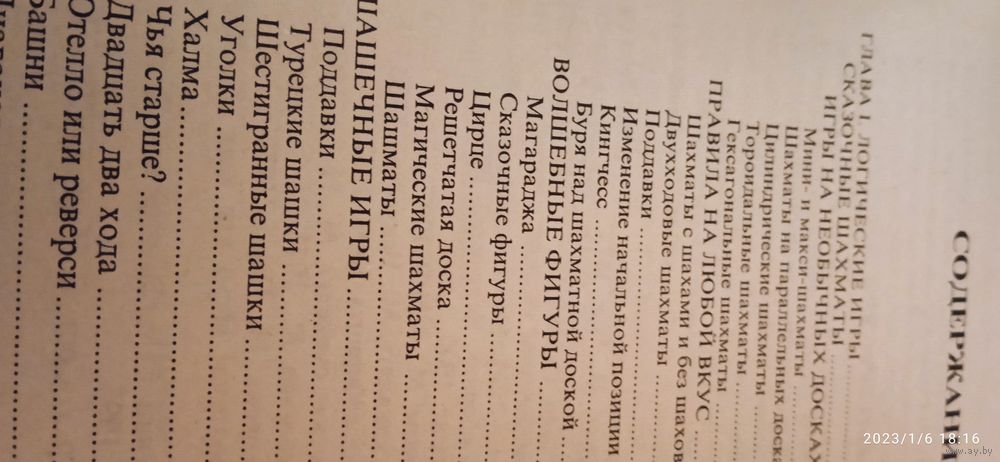 СОДЕРЖАНИ
ГЛАВА I. ЛОГИЧЕСКИЕ ИГРЫ
СКАЗОЧНЫЕ ШАХМАТЫ
ИГРЫ НА НЕОБЫЧНЫХ ДОСКАХ
Мини- и макси-шахматы
Шахматы на параллельных доска
Цилиндрические шахматы
Тороидальные шахматы
Гексагональные шахматы
ПРАВИЛА НА ЛЮБОЙ ВКУС
Шахматы с шахами и без шахов
Двухходовые шахматы
Поддавки
Изменение начальной позиции
Кингчесс
Буря над шахматной доской
ВОЛШЕБНЫЕ ФИГУРЫ
Магараджа
Сказочные фигуры
Цирце
Решетчатая доска
Магические шахматы
Шашматы
ШАШЕЧНЫЕ ИГРЫ
Поддавки
Турецкие шашки
Шестигранные шашки
Уголки
Халма
Чья старше?
Двадцать два хода
Отелло или реверси
Башни
2023/1/6 18:16
www.ay.by